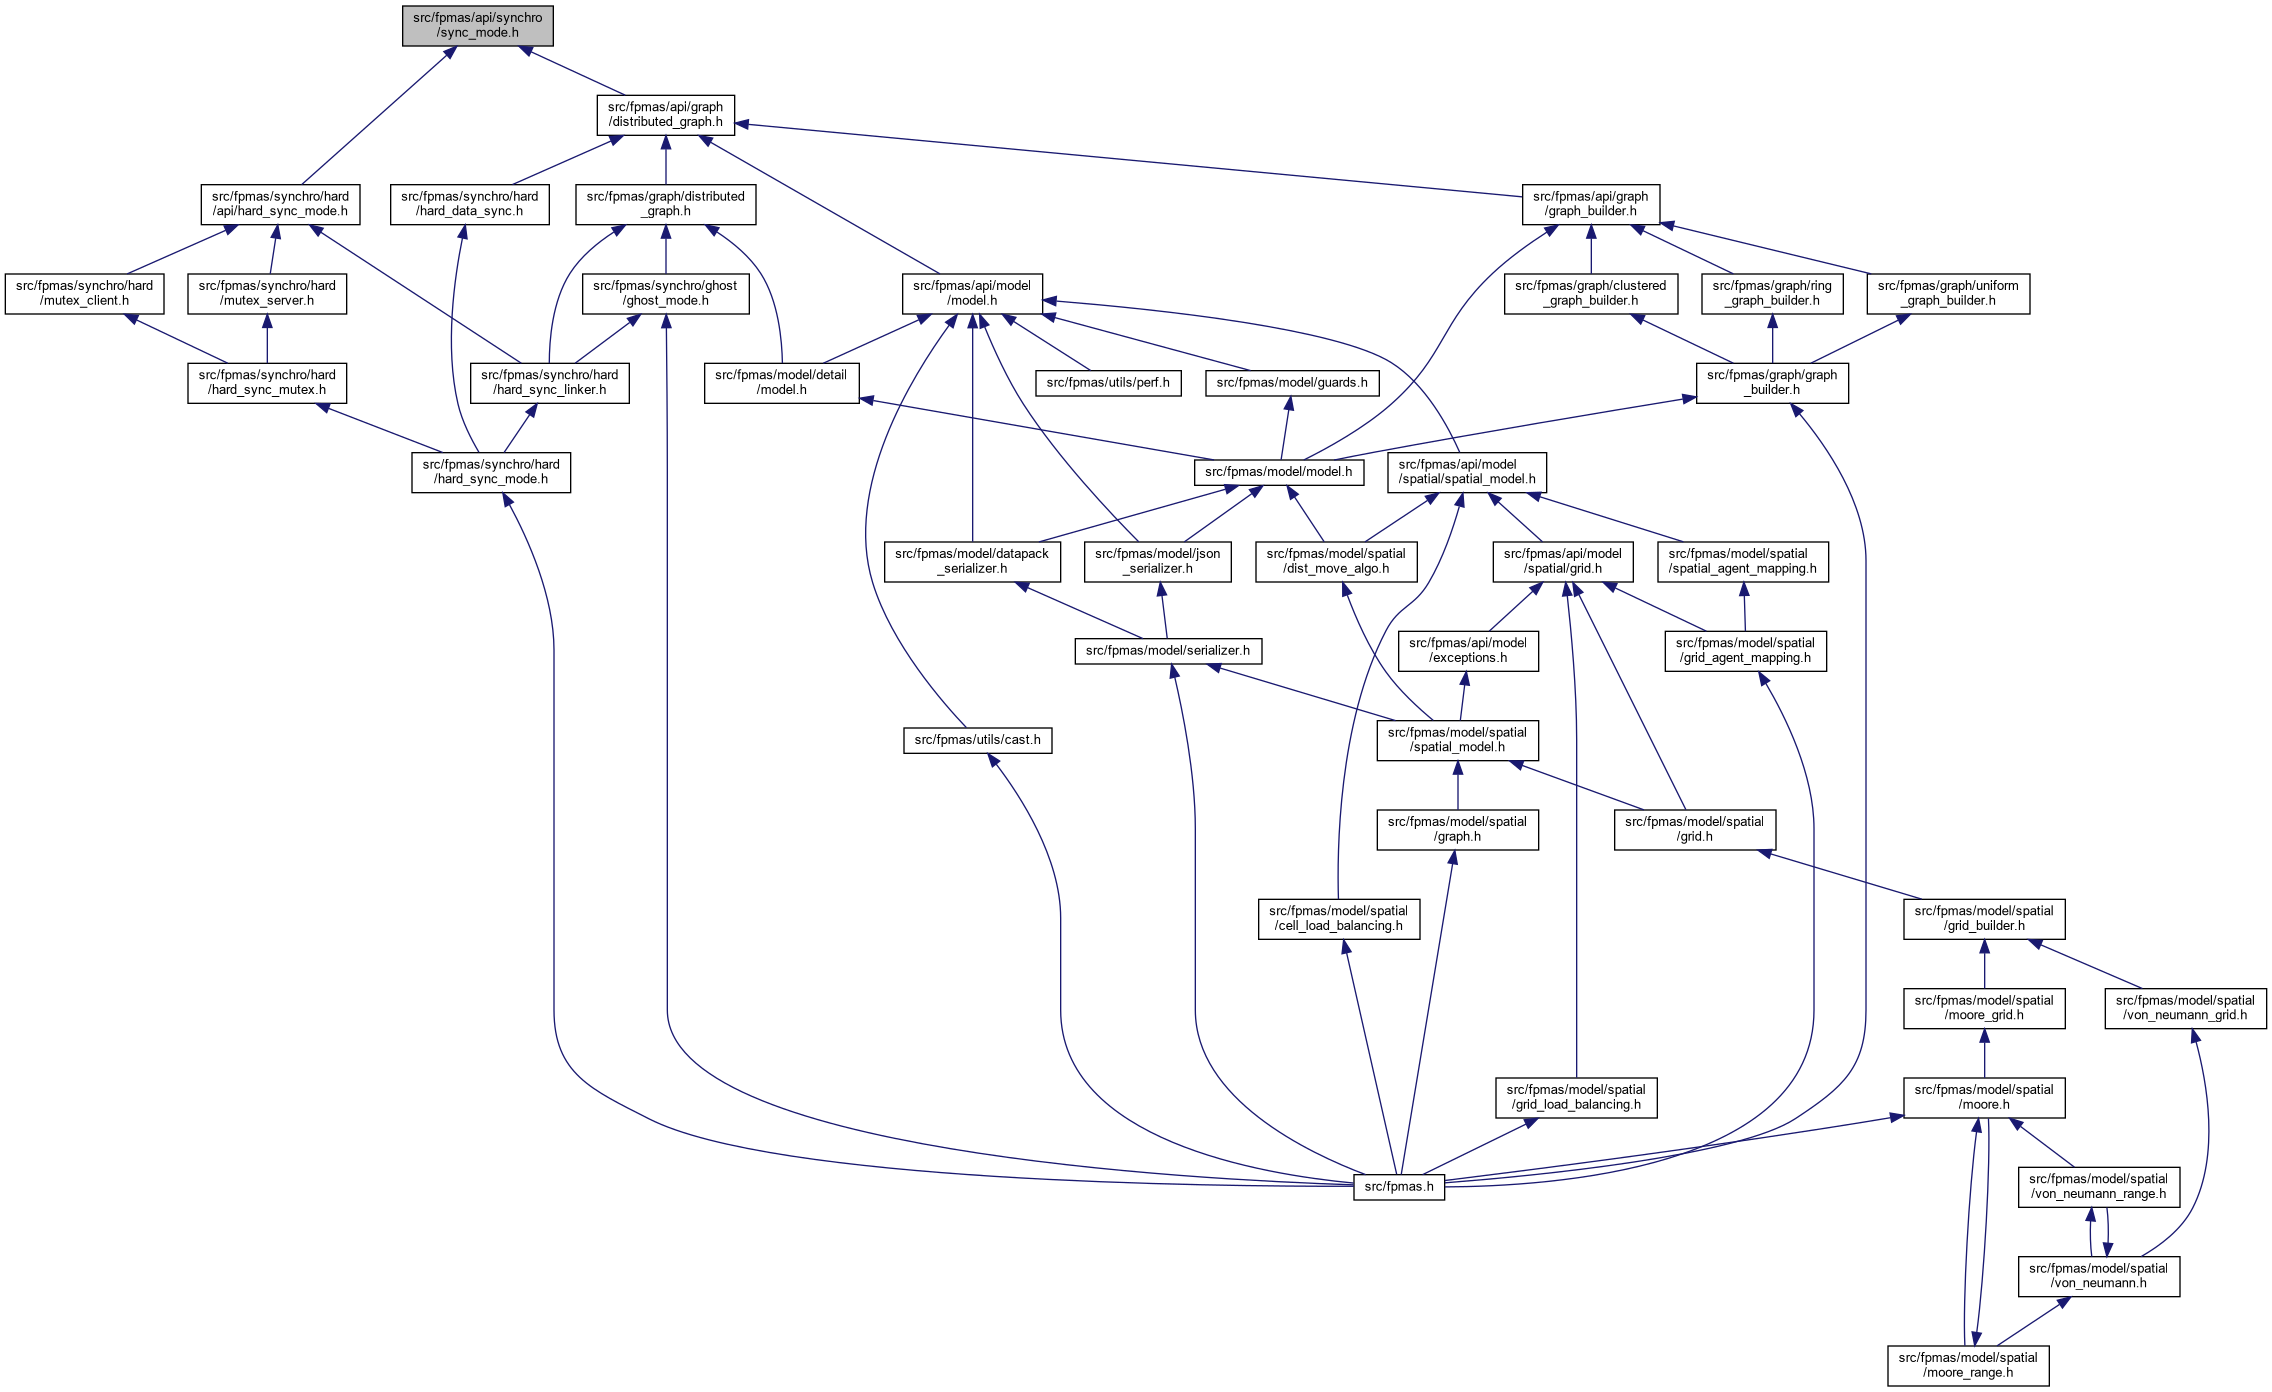 src/fpmas/api/synchro
/sync_mode.h
src/fpmas/api/graph
/distributed_graph.h
src/fpmas/synchro/hard
/api/hard_sync_mode.h
src/fpmas/synchro/hard
/hard_data_sync.h
src/fpmas/graph/distributed
_graph.h
src/fpmas/api/graph
/graph_builder.h
src/fpmas/synchro/hard
/mutex_client.h
src/fpmas/synchro/hard
/mutex_server.h
src/fpmas/synchro/ghost
/ghost_mode.h
src/fpmas/api/model
/model.h
src/fpmas/graph/clustered
_graph_builder.h
src/fpmas/graph/ring
_graph_builder.h
src/fpmas/graph/uniform
_graph_builder.h
src/fpmas/synchro/hard
/hard_sync_mutex.h
src/fpmas/synchro/hard
/hard_sync_linker.h
src/fpmas/model/detail
/model.h
src/fpmas/utils/perf.h
src/fpmas/model/guards.h
src/fpmas/graph/graph
_builder.h
src/fpmas/synchro/hard
/hard_sync_mode.h
src/fpmas/model/model.h
src/fpmas/api/model
/spatial/spatial_model.h
src/fpmas/model/datapack
_serializer.h
src/fpmas/model/json
_serializer.h
src/fpmas/model/spatial
/dist_move_algo.h
src/fpmas/api/model
/spatial/grid.h
src/fpmas/model/spatial
/spatial_agent_mapping.h
src/fpmas/model/serializer.h
src/fpmas/api/model
/exceptions.h
src/fpmas/model/spatial
/grid_agent_mapping.h
src/fpmas/utils/cast.h
src/fpmas/model/spatial
/spatial_model.h
src/fpmas/model/spatial
/graph.h
src/fpmas/model/spatial
/grid.h
src/fpmas/model/spatial
/cell_load_balancing.h
src/fpmas/model/spatial
/grid_builder.h
src/fpmas/model/spatial
/moore_grid.h
src/fpmas/model/spatial
/von_neumann_grid.h
src/fpmas/model/spatial
/grid_load_balancing.h
src/fpmas/model/spatial
/moore.h
src/fpmas.h
src/fpmas/model/spatial
/von_neumann_range.h
src/fpmas/model/spatial
/von_neumann.h
src/fpmas/model/spatial
/moore_range.h